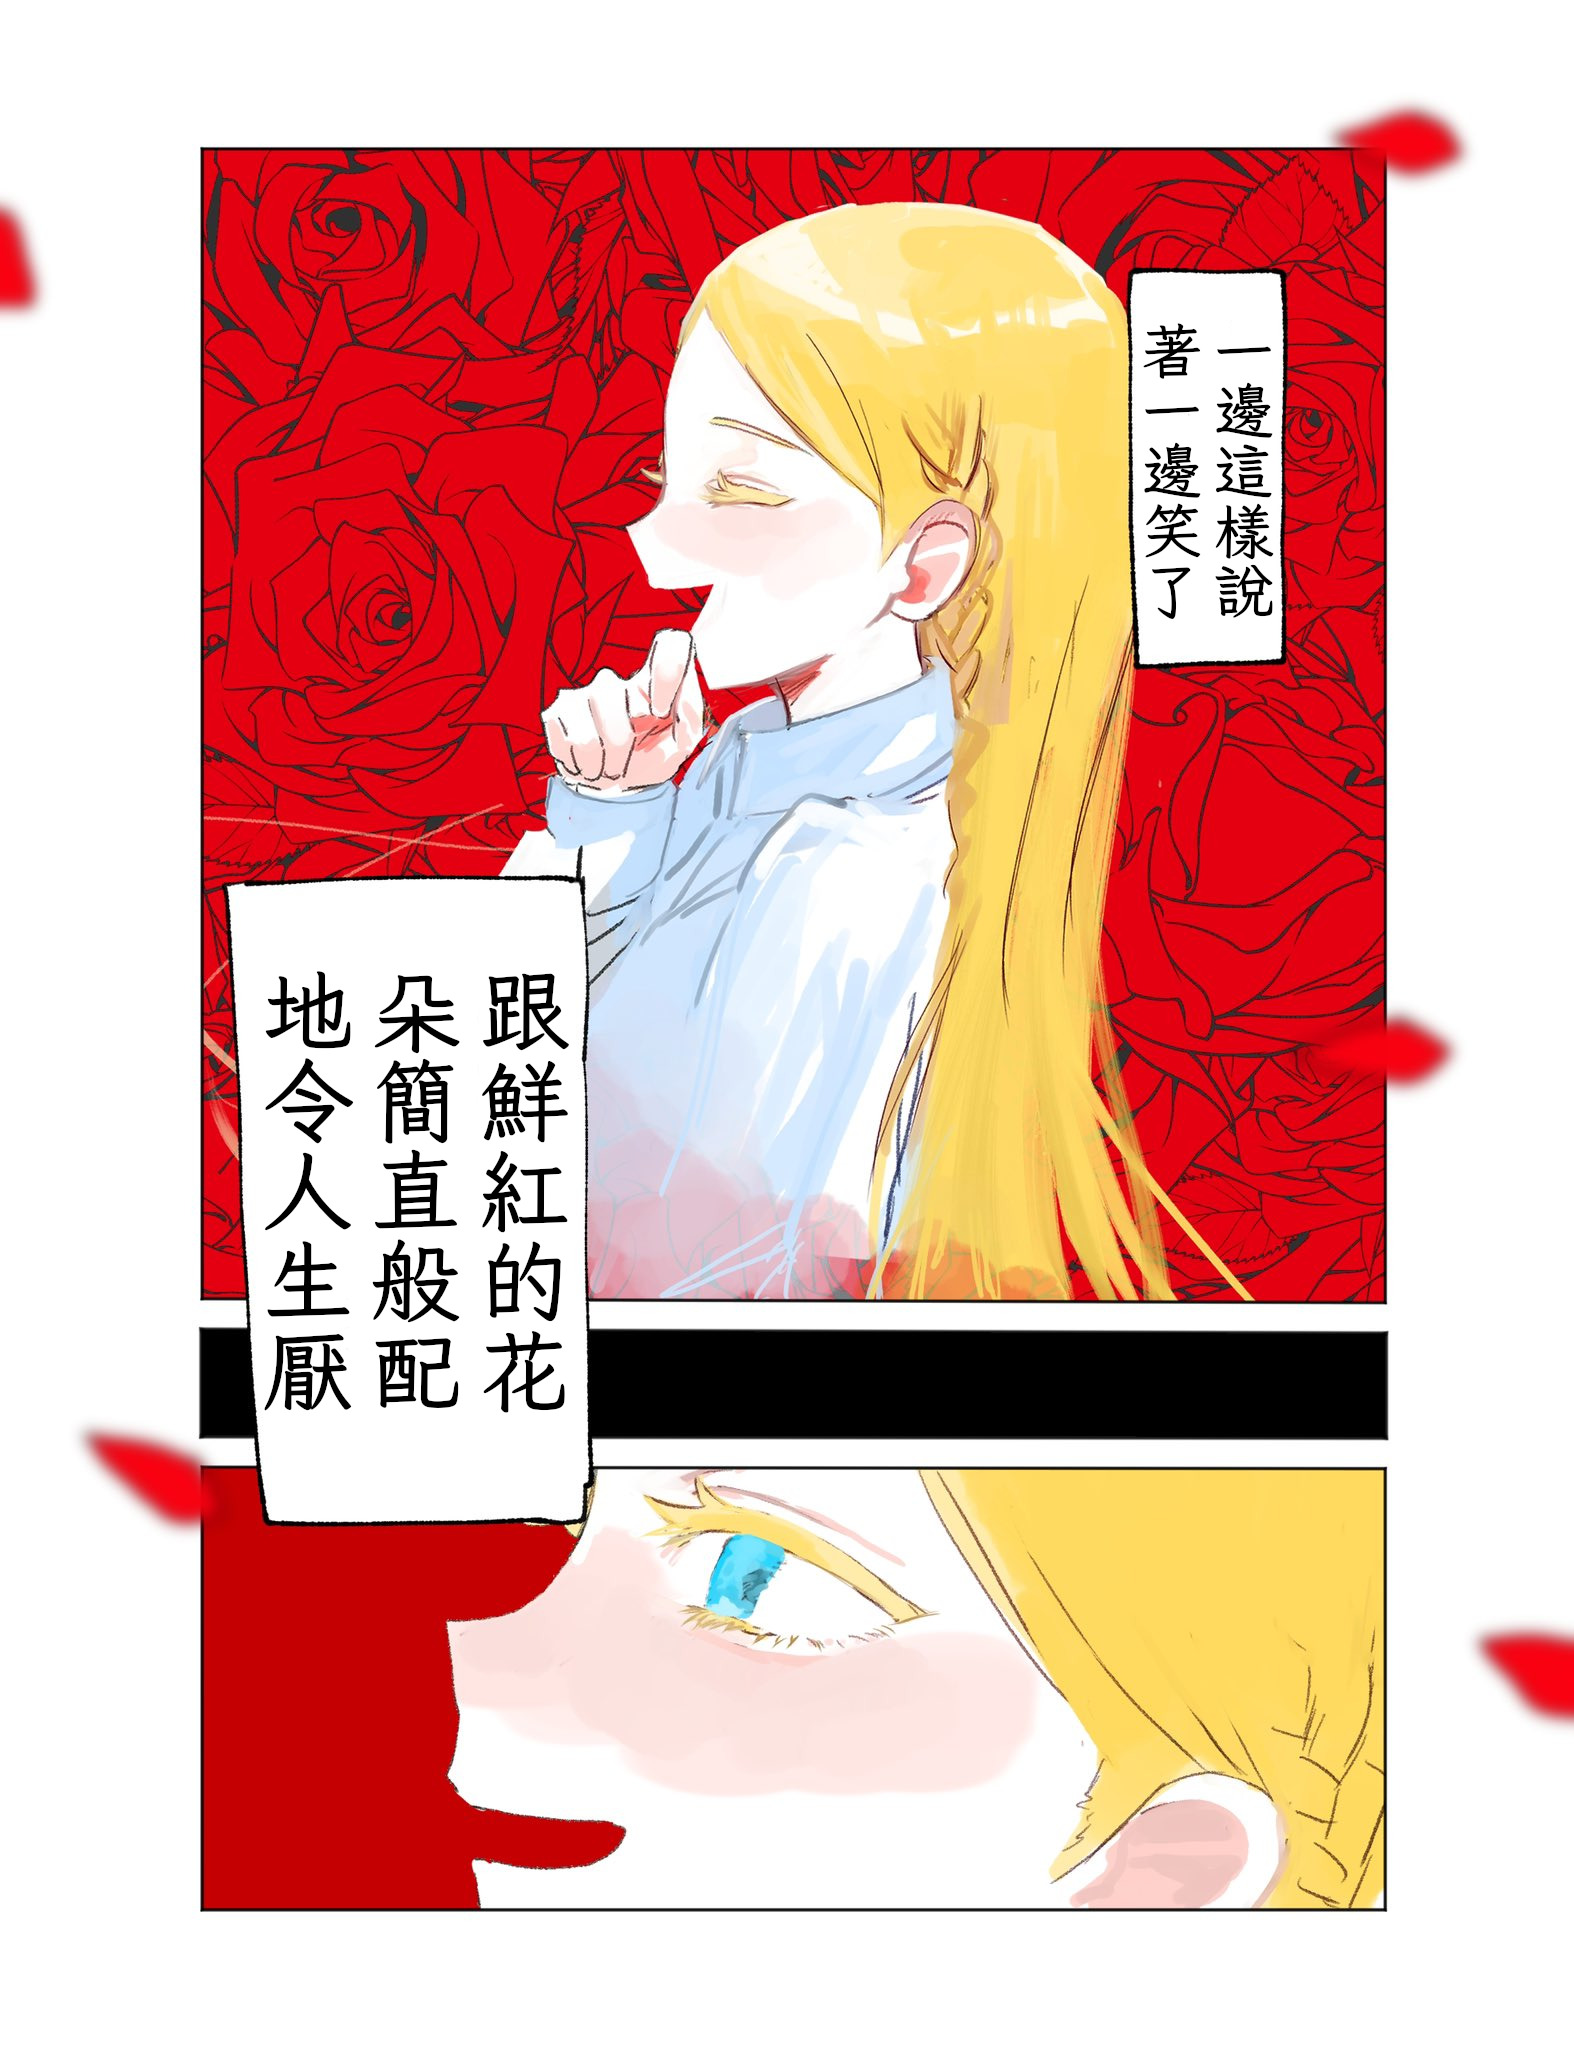 一邊這樣說
著一邊笑了
跟鮮紅的花
朵簡直般配
地令人生厭